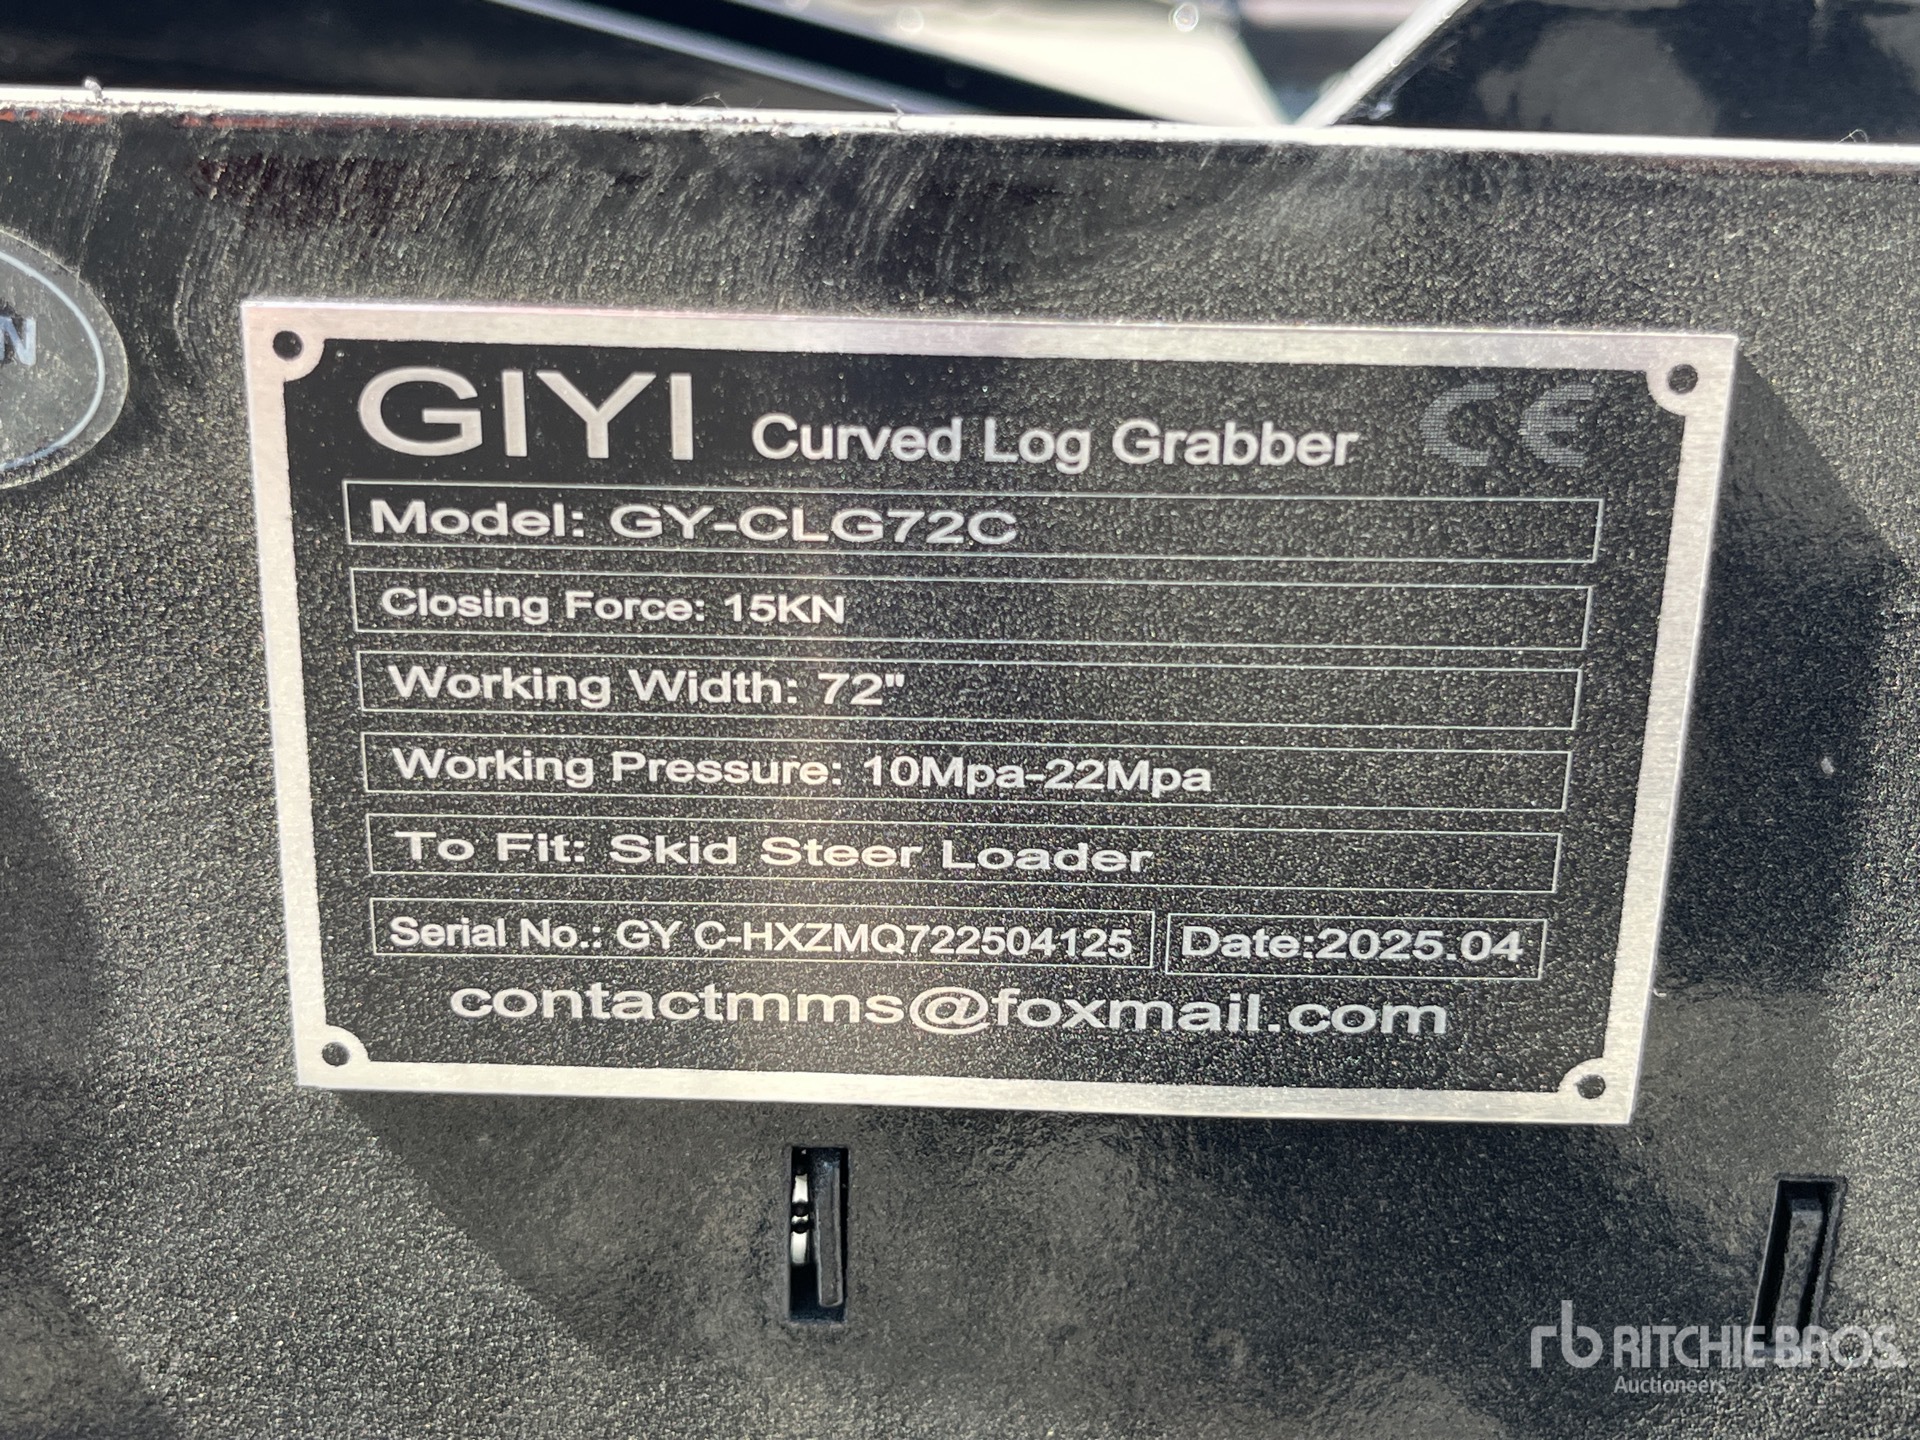 N
GIYI Curved Log Grabber CE
Model: GY-CLG72C
Closing Force: 15KN
Working Width: 72"
Working Pressure: 10Mpa-22Mpa
To Fit: Skid Steer Loader
Serial No.: GY C-HXZMQ722504125 Date:2025.04
contactmms@foxmail.com
rb RITCHIE BROS.
Auctioneers